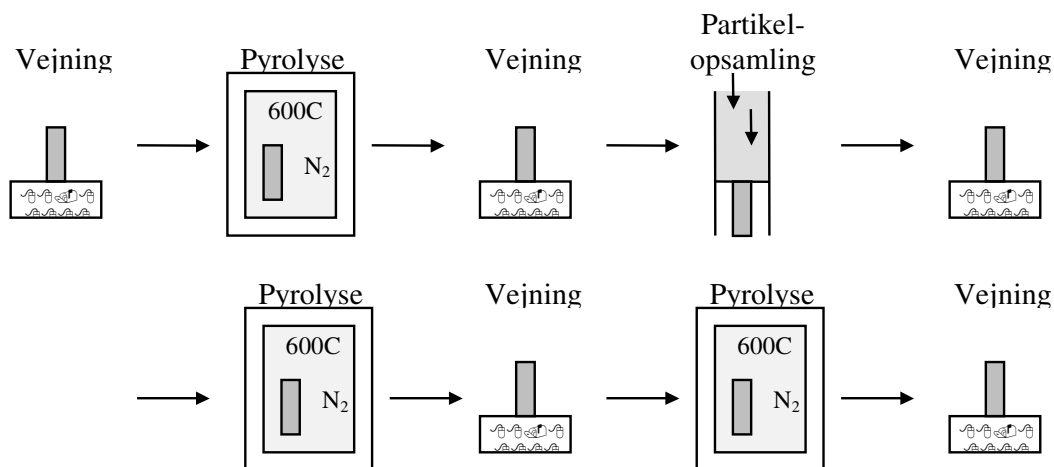 Partikel-
Vejning
Pyrolyse
Vejning
opsamling
Vejning
600C
N₂
Pyrolyse
Vejning
Pyrolyse
Vejning
600C
N₂
600C
N₂